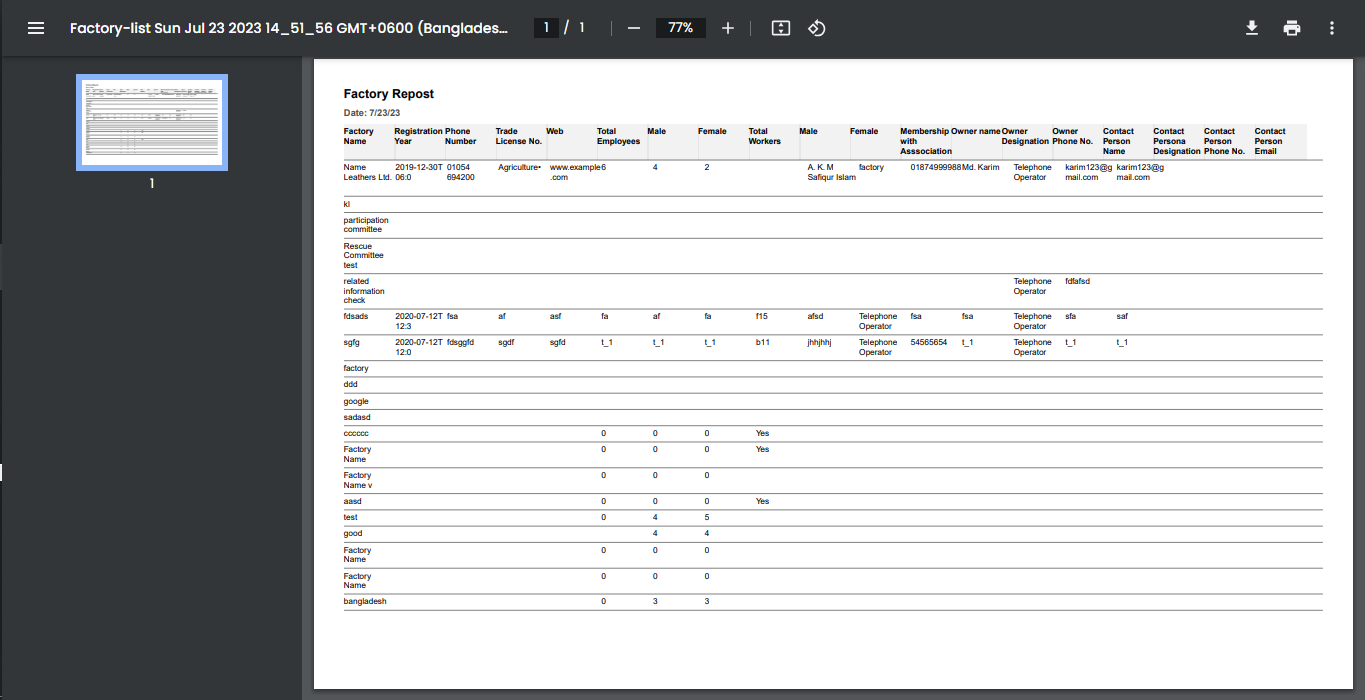 Factory-list Sun Jul 23 2023 14_51_56 GMT+0600 (Banglades... 1 / 1 77%
1
Factory Repost
Date: 7/23/23
Factory Registration Phone Trade Web Total Male Female Total Male Female Membership Owner name Owner Owner Contact Contact Contact Contact
Name Year Number License No. Employees Workers with Designation Phone No. Person Persona Person Person
Asssociation Name Designation Phone No. Email
Name 2019-12-30T 01054 Agriculture• www.example 6 4 2 A. K. M factory 01874999988 Md. Karim Telephone karim123@g karim123@g
Leathers Ltd. 06:0 694200 .com Safiqur Islam Operator mail.com mail.com
kl
participation
committee
Rescue
Committee
test
related Telephone fdfafsd
information Operator
check
fdsads 2020-07-12T fsa af asf fa af fa f15 afsd Telephone fsa fsa Telephone sfa saf
12:3 Operator Operator
sgfg 2020-07-12T fdsggfd sgdf sgfd t_1 t_1 t_1 b11 jhhjhhj Telephone 54565654 t_1 Telephone t_1 t_1
12:0 Operator Operator
factory
ddd
google
sadasd
cccccc 0 0 0 Yes
Factory 0 0 0 Yes
Name
Factory 0 0 0
Name v
aasd 0 0 0 Yes
test 0 4 5
good 4 4
Factory 0 0 0
Name
Factory 0 0 0
Name
bangladesh 0 3 3